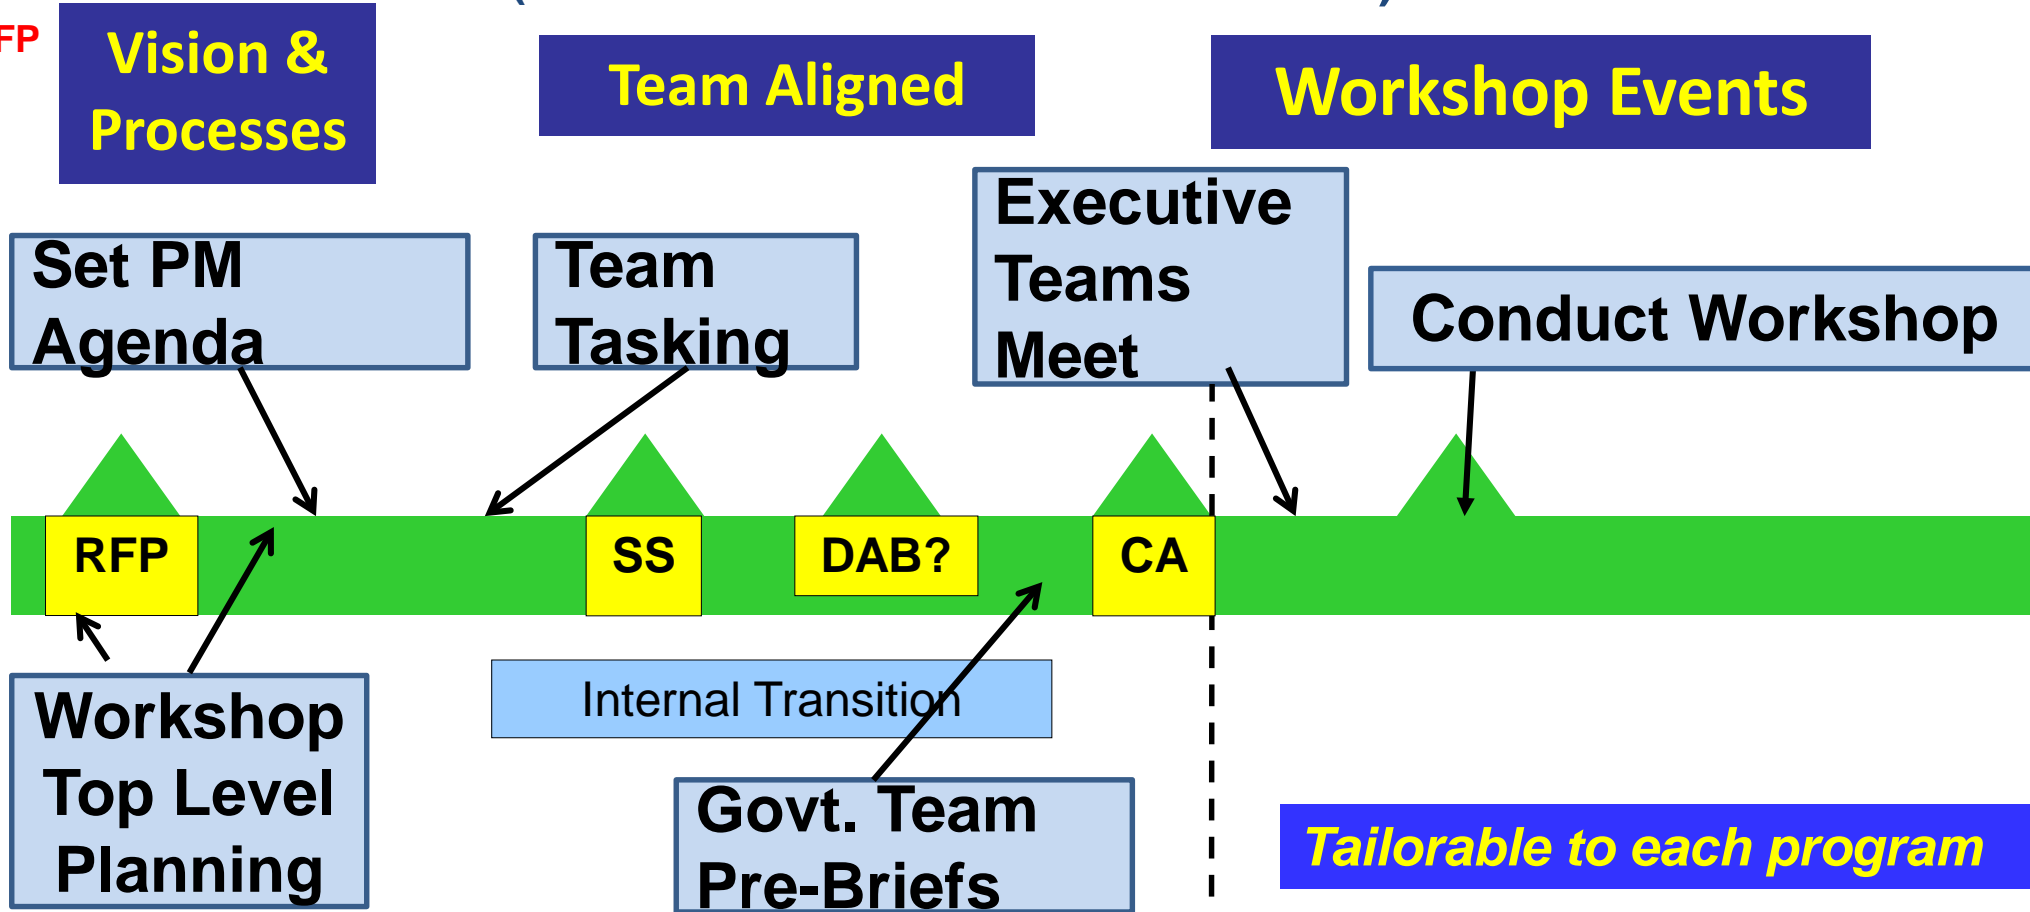 FP
Vision &
Processes
Team Aligned
Workshop Events
Set PM
Agenda
Team
Tasking
Executive
Teams
Meet
Conduct Workshop
RFP
SS
DAB?
CA
Internal Transition
Workshop
Top Level
Planning
Govt. Team
Pre-Briefs
Tailorable to each program